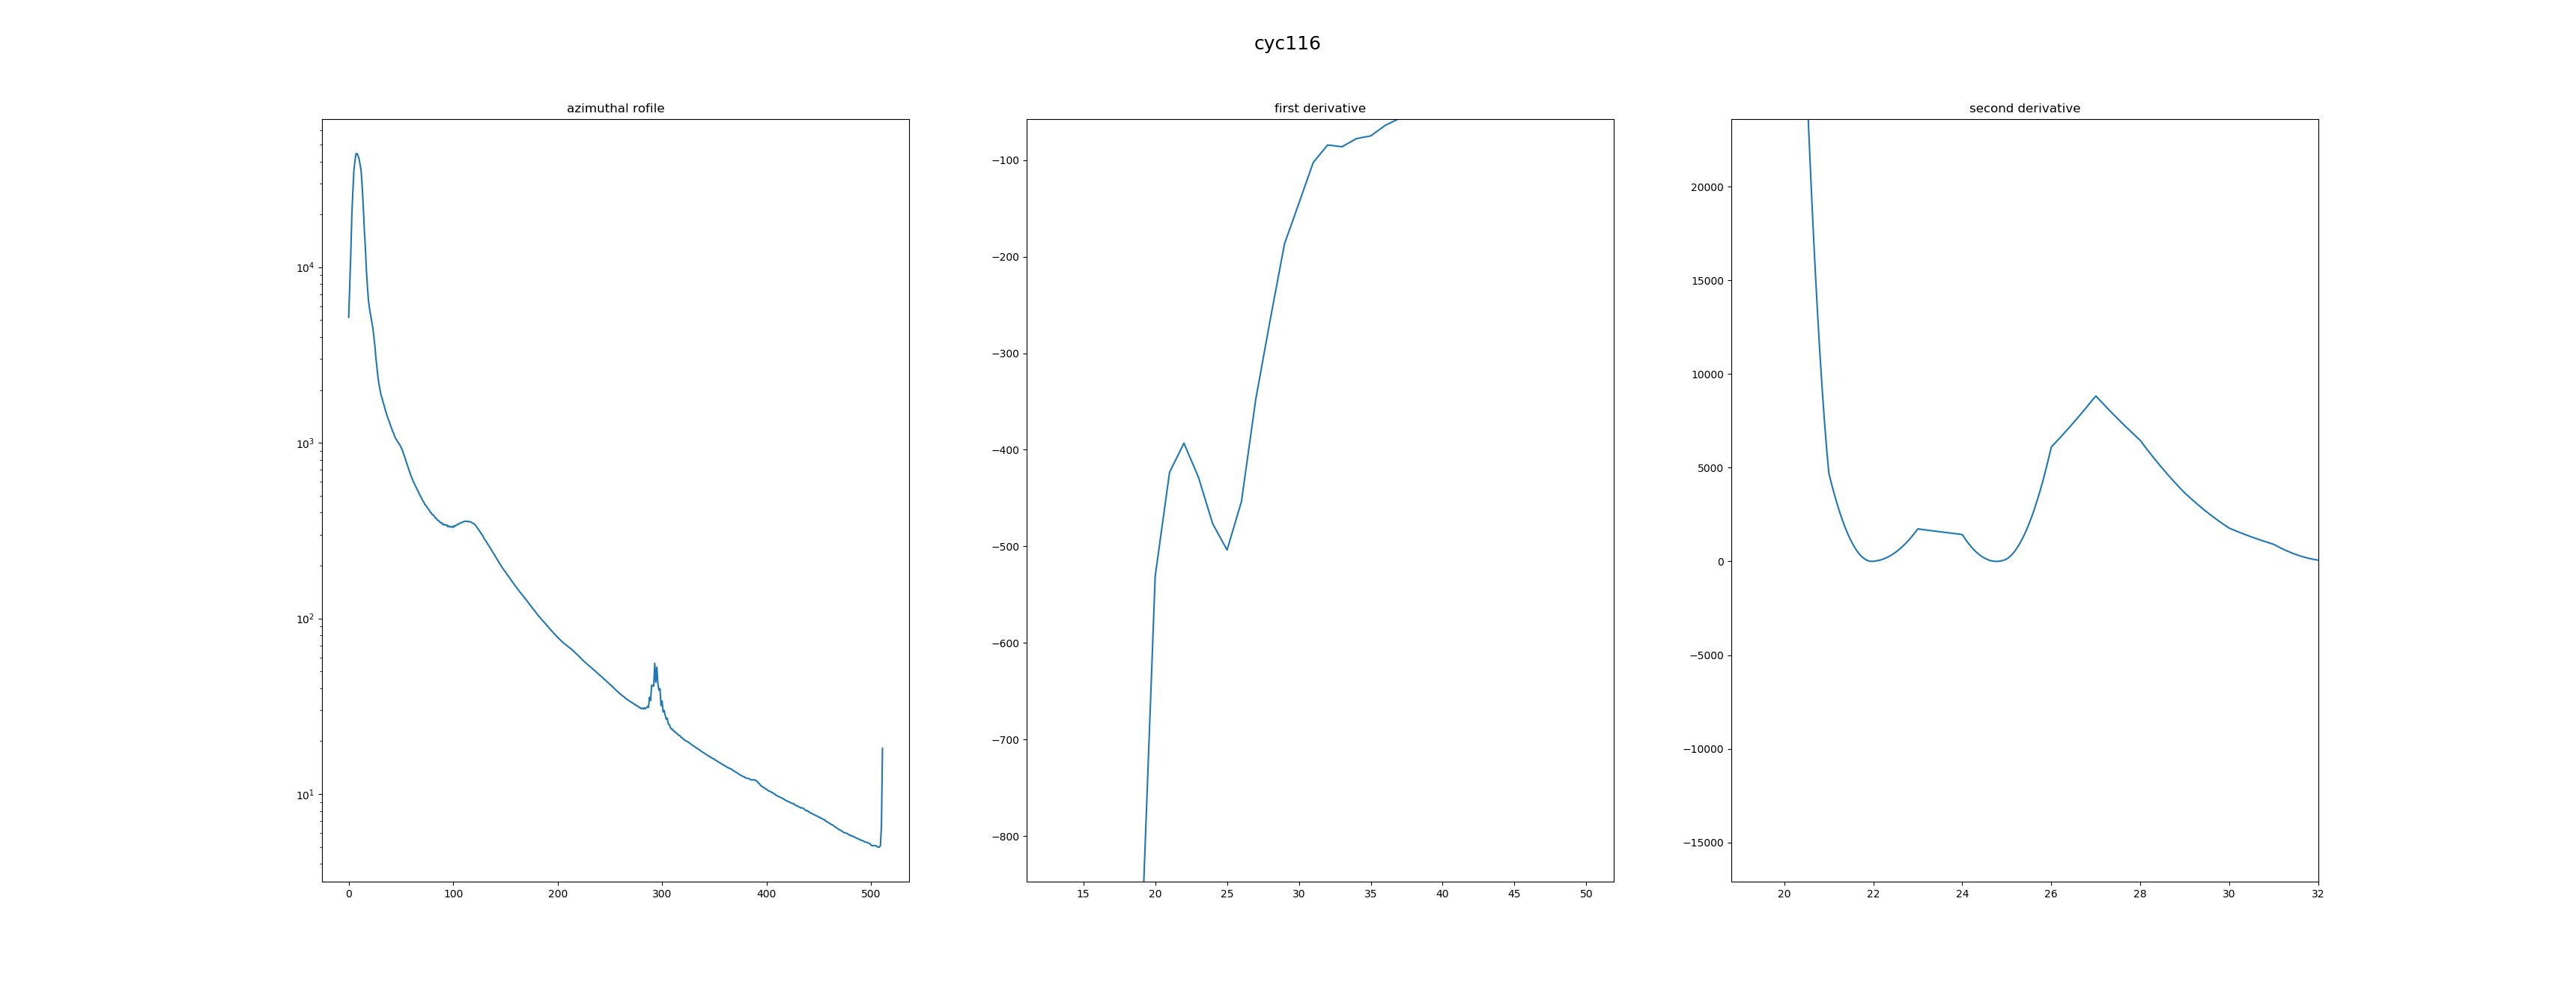 cyc116
azimuthal rofile
first derivative
second derivative
10⁴
10³
10²
10¹
0 100 200 300 400 500
−100
−200
−300
−400
−500
−600
−700
−800
15 20 25 30 35 40 45 50
20000
15000
10000
5000
0
−5000
−10000
−15000
20 22 24 26 28 30 32